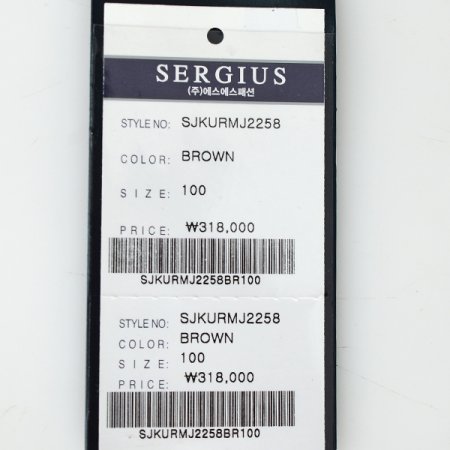 SERGIUS
(주)에스에스패션
STYLE NO: SJKURMJ2258
COLOR: BROWN
SIZE: 100
PRICE: ₩318,000
SJKURMJ2258BR100
STYLE NO: SJKURMJ2258
COLOR: BROWN
SIZE: 100
PRICE: ₩318,000
SJKURMJ2258BR100